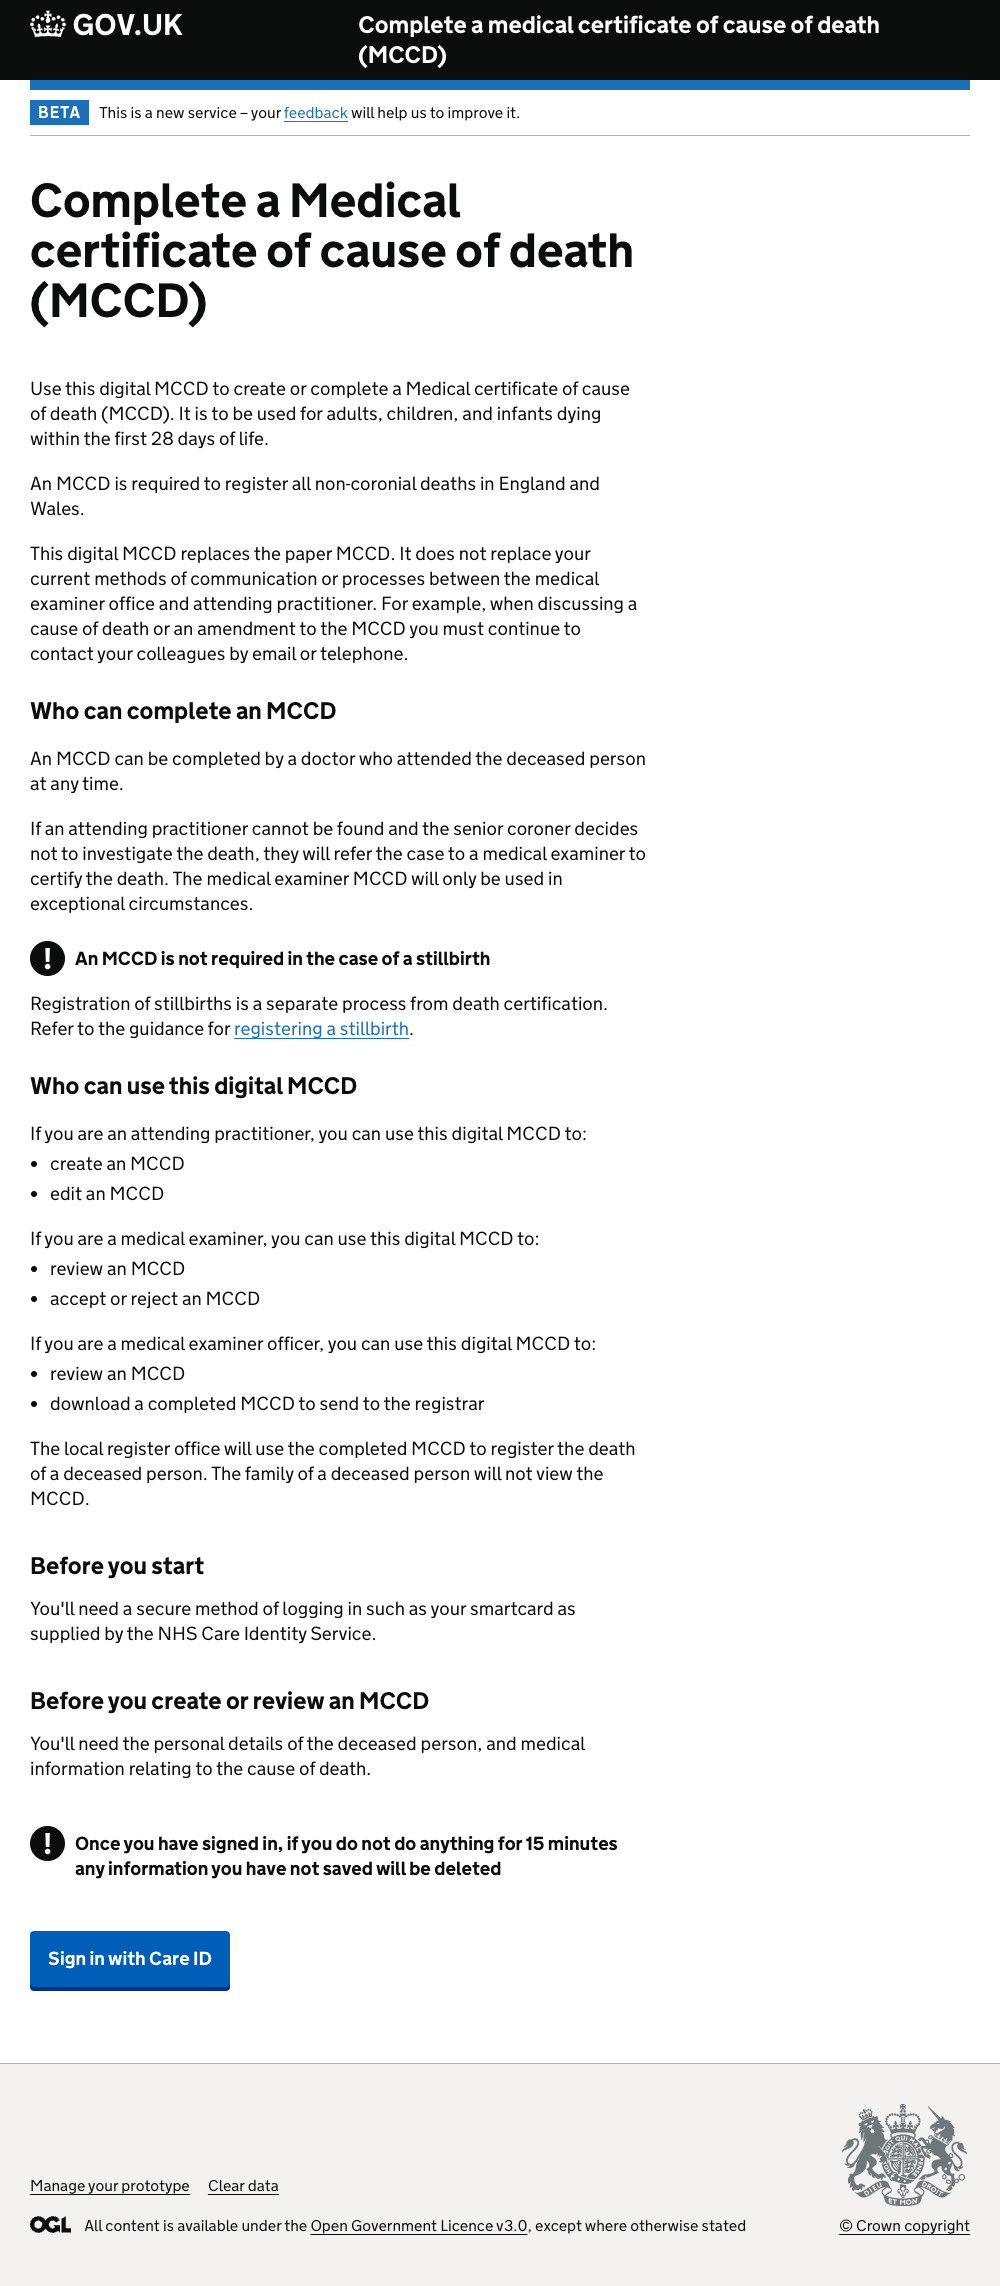 GOV.UK
Complete a medical certificate of cause of death
(MCCD)
BETA
This is a new service – your feedback will help us to improve it.
Complete a Medical
certificate of cause of death
(MCCD)
Use this digital MCCD to create or complete a Medical certificate of cause
of death (MCCD). It is to be used for adults, children, and infants dying
within the first 28 days of life.
An MCCD is required to register all non-coronial deaths in England and
Wales.
This digital MCCD replaces the paper MCCD. It does not replace your
current methods of communication or processes between the medical
examiner office and attending practitioner. For example, when discussing a
cause of death or an amendment to the MCCD you must continue to
contact your colleagues by email or telephone.
Who can complete an MCCD
An MCCD can be completed by a doctor who attended the deceased person
at any time.
If an attending practitioner cannot be found and the senior coroner decides
not to investigate the death, they will refer the case to a medical examiner to
certify the death. The medical examiner MCCD will only be used in
exceptional circumstances.
! An MCCD is not required in the case of a stillbirth
Registration of stillbirths is a separate process from death certification.
Refer to the guidance for registering a stillbirth.
Who can use this digital MCCD
If you are an attending practitioner, you can use this digital MCCD to:
• create an MCCD
• edit an MCCD
If you are a medical examiner, you can use this digital MCCD to:
• review an MCCD
• accept or reject an MCCD
If you are a medical examiner officer, you can use this digital MCCD to:
• review an MCCD
• download a completed MCCD to send to the registrar
The local register office will use the completed MCCD to register the death
of a deceased person. The family of a deceased person will not view the
MCCD.
Before you start
You'll need a secure method of logging in such as your smartcard as
supplied by the NHS Care Identity Service.
Before you create or review an MCCD
You'll need the personal details of the deceased person, and medical
information relating to the cause of death.
! Once you have signed in, if you do not do anything for 15 minutes
any information you have not saved will be deleted
Sign in with Care ID
Manage your prototype Clear data
OGL All content is available under the Open Government Licence v3.0, except where otherwise stated
DIEU ET MON DROIT
© Crown copyright